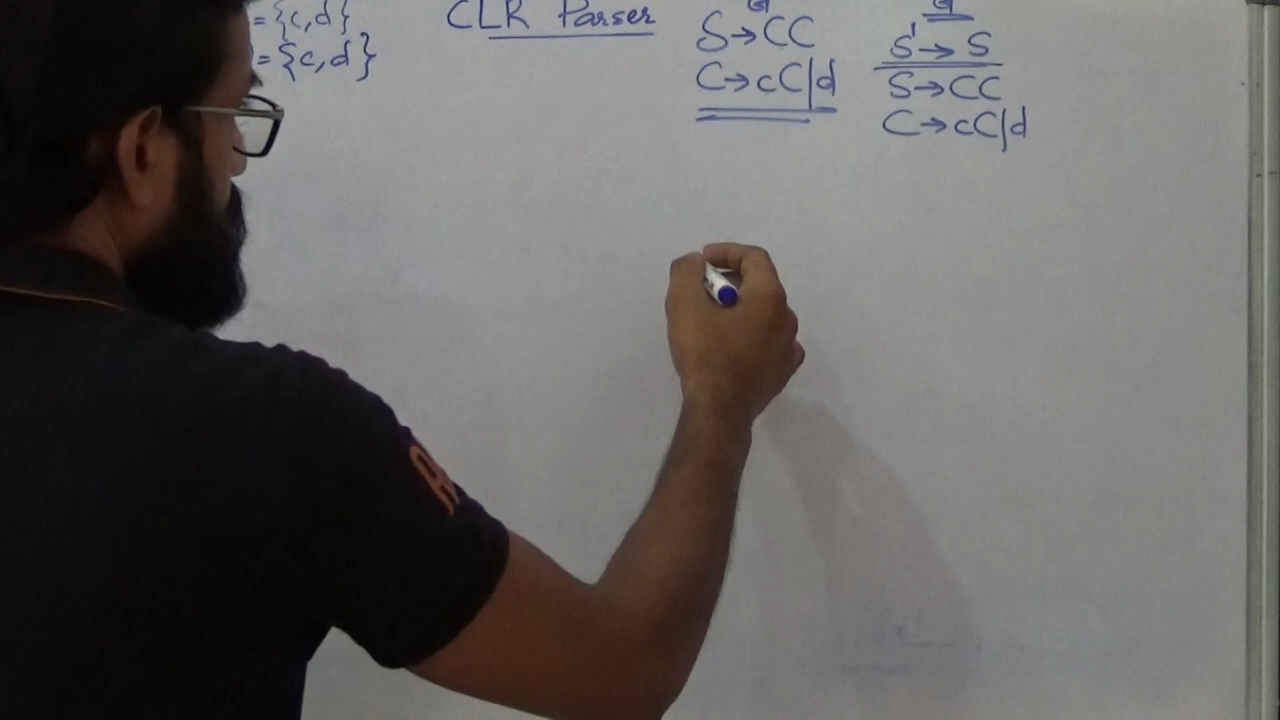 = {c,d}
= {c,d}
CLR Parser
G
S→CC
C→cC|d
S'→S
S→CC
C→cC|d